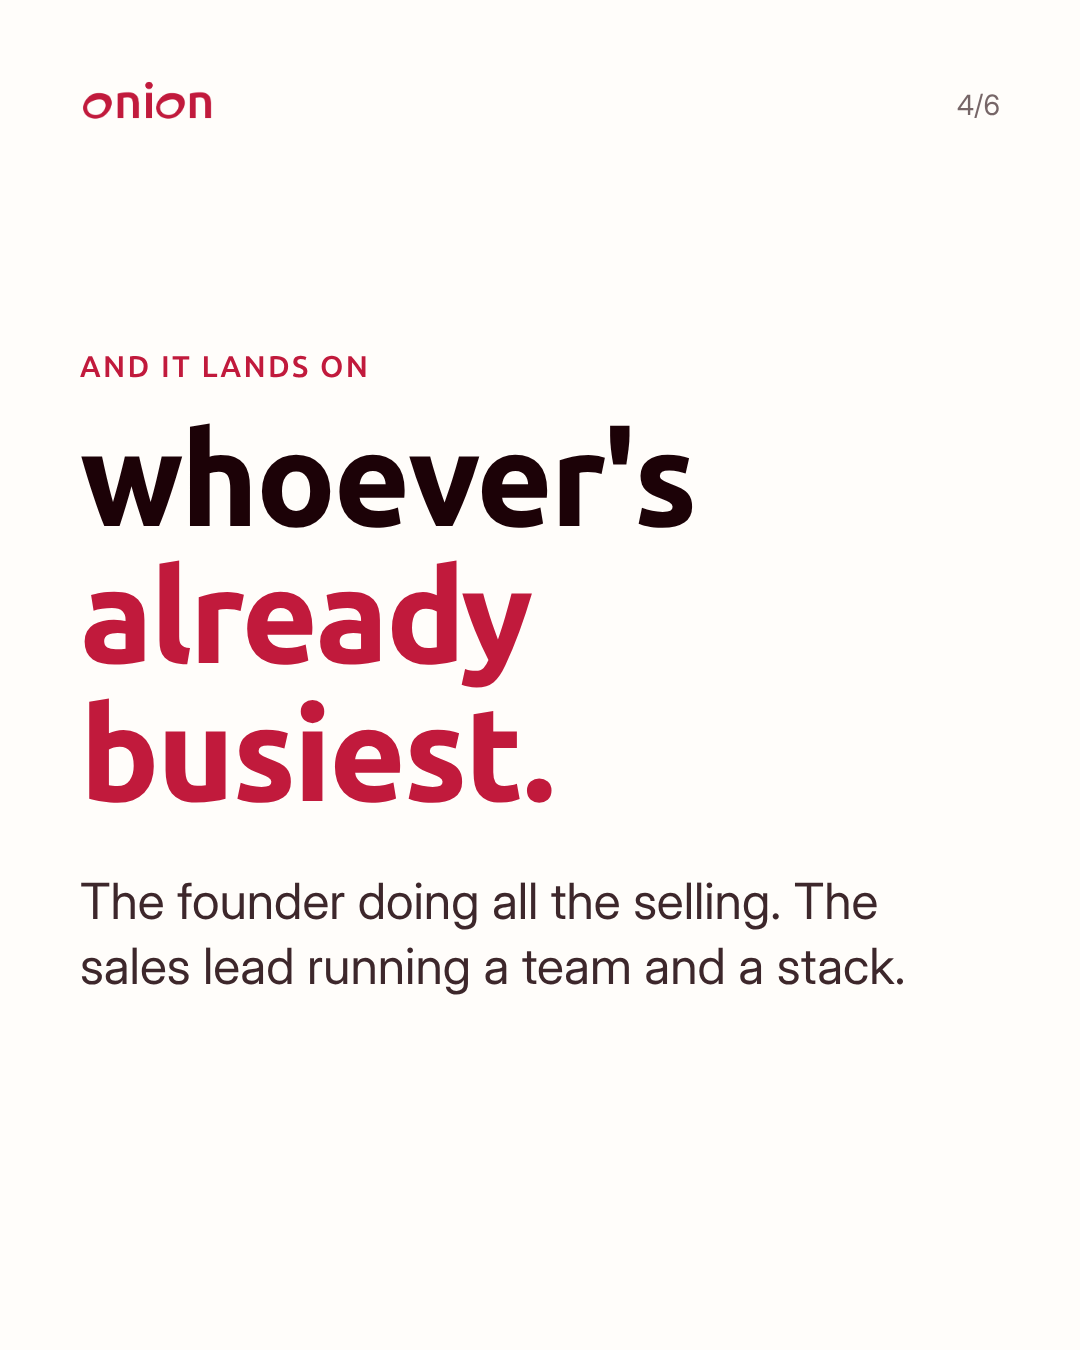 onion
4/6
AND IT LANDS ON
whoever's
already
busiest.
The founder doing all the selling. The
sales lead running a team and a stack.